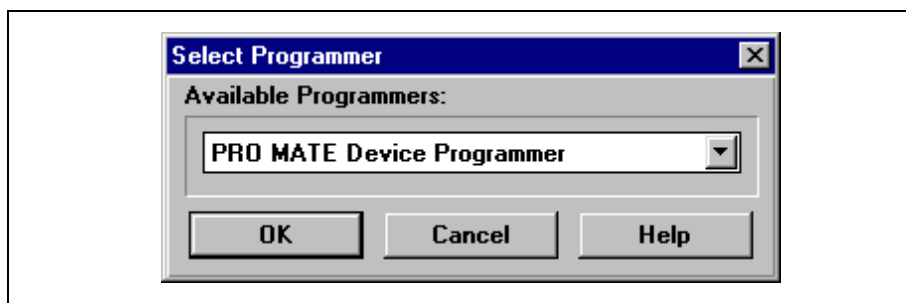 Select Programmer
Available Programmers:
PRO MATE Device Programmer
OK Cancel Help